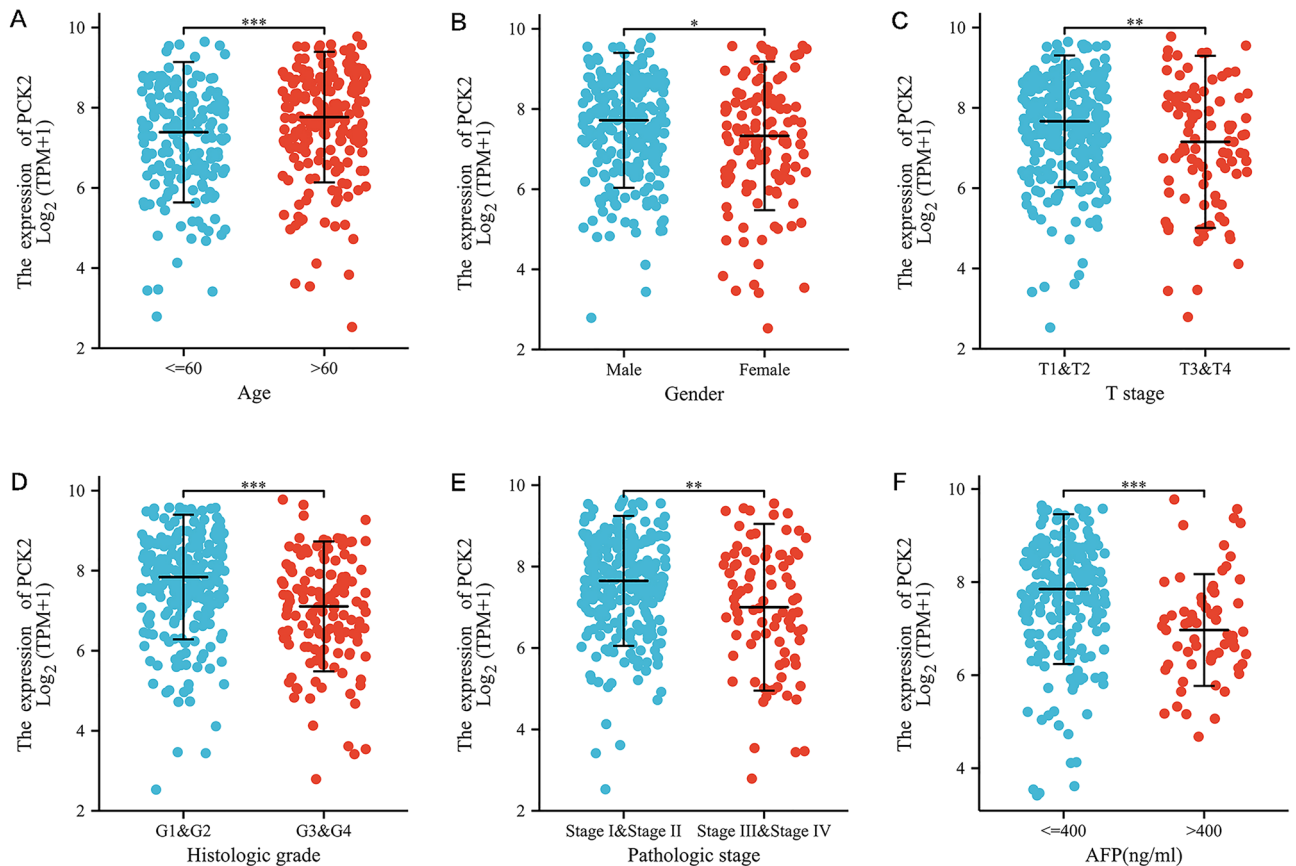 A
The expression of PCK2
Log2 (TPM+1)
10
8
6
4
2
***
<=60
>60
Age
B
The expression of PCK2
Log2 (TPM+1)
10
8
6
4
2
*
Male
Female
Gender
C
The expression of PCK2
Log2 (TPM+1)
10
8
6
4
2
**
T1&T2
T3&T4
T stage
D
The expression of PCK2
Log2 (TPM+1)
10
8
6
4
2
***
G1&G2
G3&G4
Histologic grade
E
The expression of PCK2
Log2 (TPM+1)
10
8
6
4
2
**
Stage I&Stage II
Stage III&Stage IV
Pathologic stage
F
The expression of PCK2
Log2 (TPM+1)
10
8
6
4
***
<=400
>400
AFP(ng/ml)